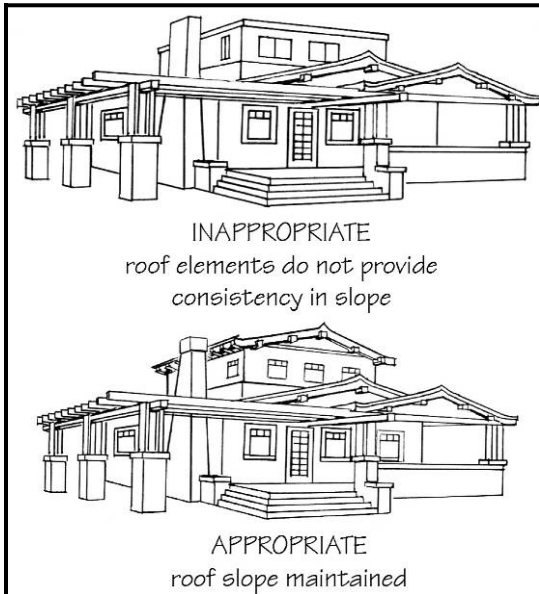 INAPPROPRIATE
roof elements do not provide
consistency in slope
APPROPRIATE
roof slope maintained